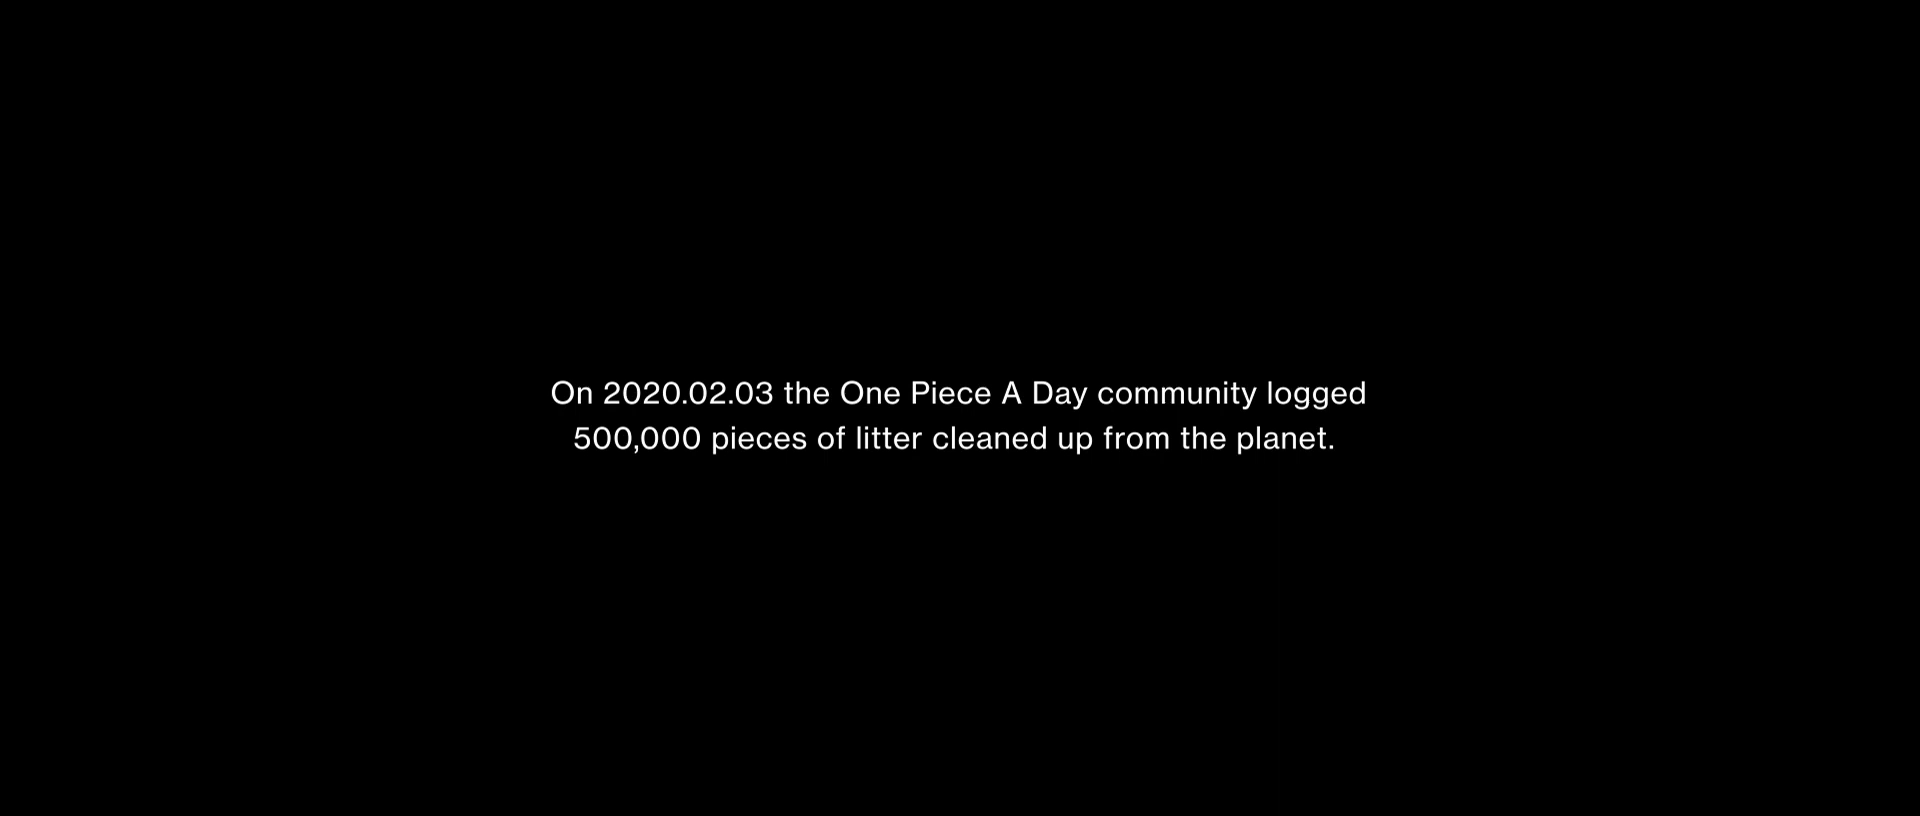 On 2020.02.03 the One Piece A Day community logged
500,000 pieces of litter cleaned up from the planet.